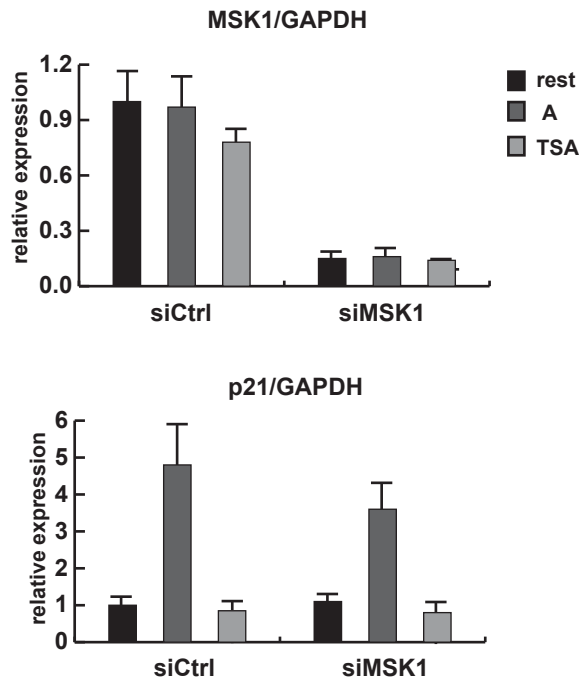 MSK1/GAPDH
relative expression
1.2
0.9
0.6
0.3
0.0
siCtrl
siMSK1
rest
A
TSA
p21/GAPDH
relative expression
6
5
4
3
2
1
0
siCtrl
siMSK1